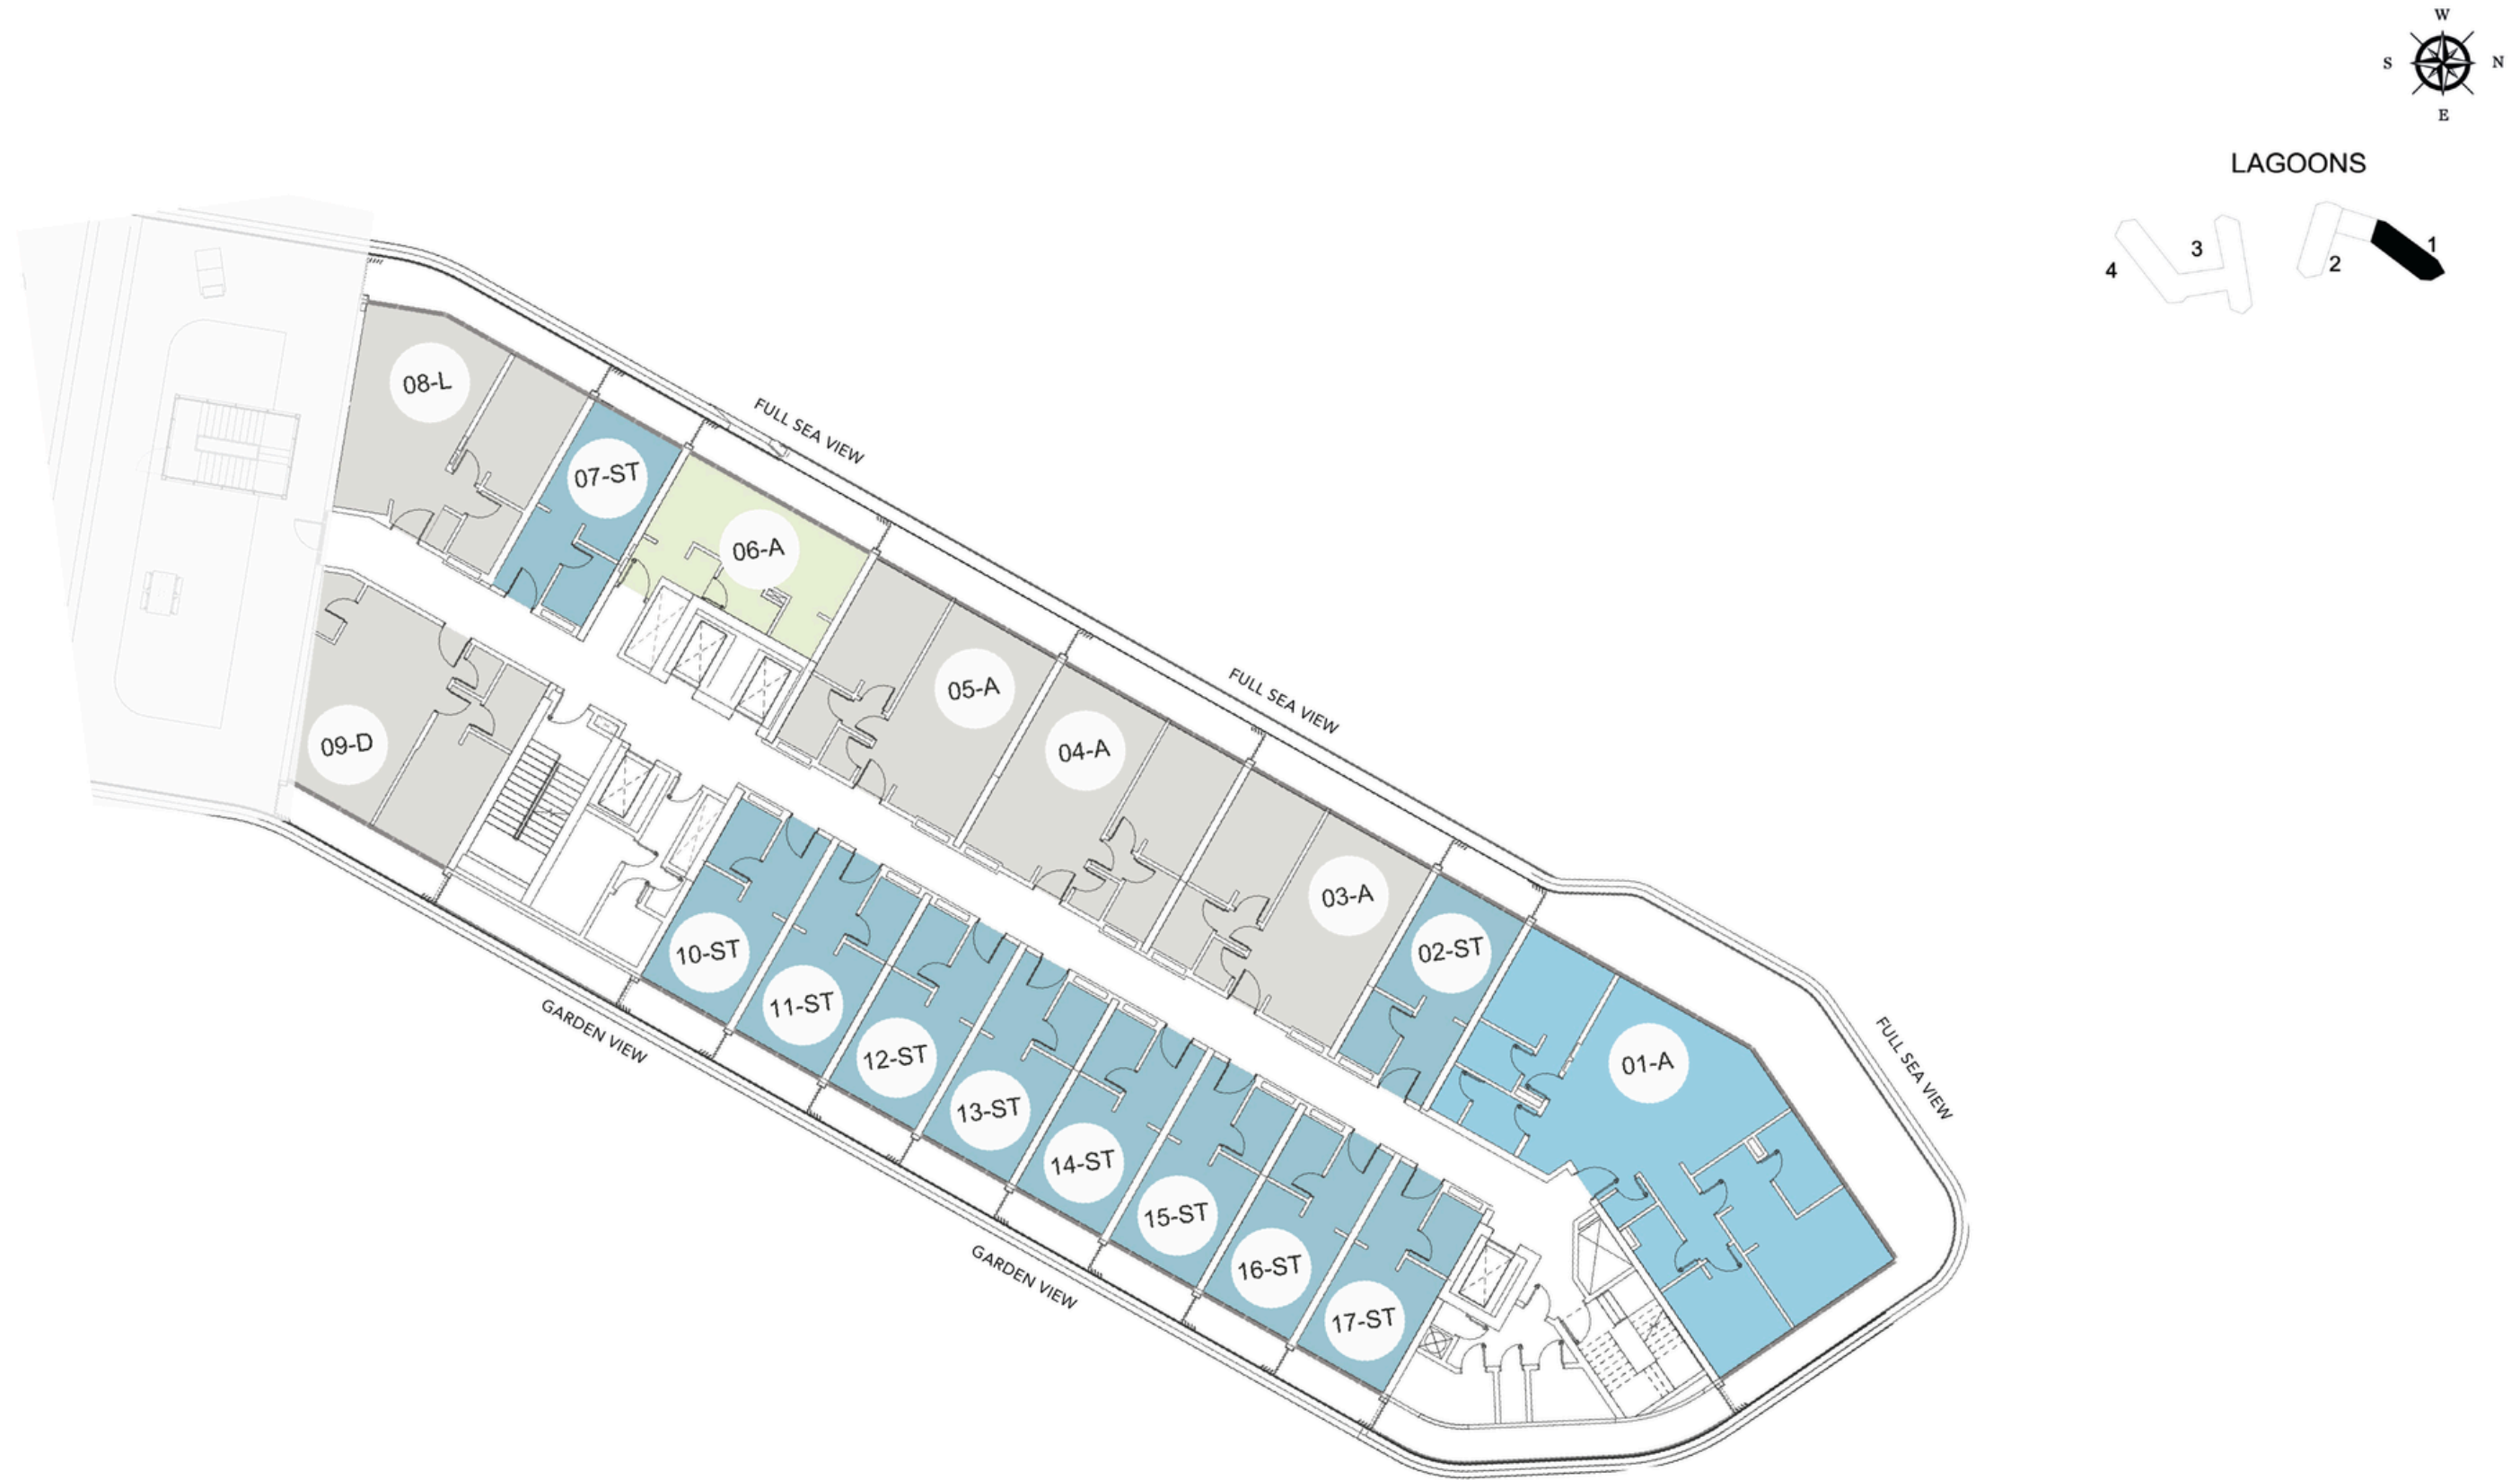 W
S N
E
LAGOONS
3
1
4
2
08-L
FULL SEA VIEW
07-ST
06-A
05-A
FULL SEA VIEW
09-D
04-A
03-A
10-ST
02-ST
11-ST
GARDEN VIEW
12-ST
01-A
FULL SEA VIEW
13-ST
14-ST
15-ST
GARDEN VIEW
16-ST
17-ST